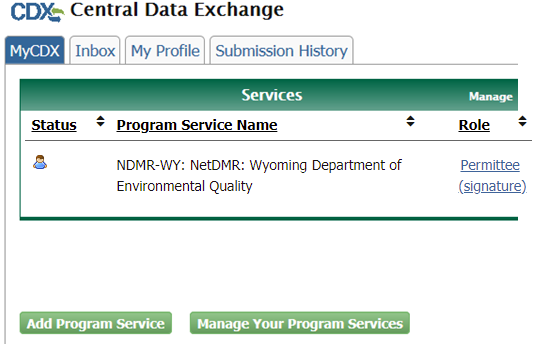 CDX Central Data Exchange
MyCDX Inbox My Profile Submission History
Services Manage
Status Program Service Name Role
NDMR-WY: NetDMR: Wyoming Department of Permittee
Environmental Quality (signature)
Add Program Service Manage Your Program Services